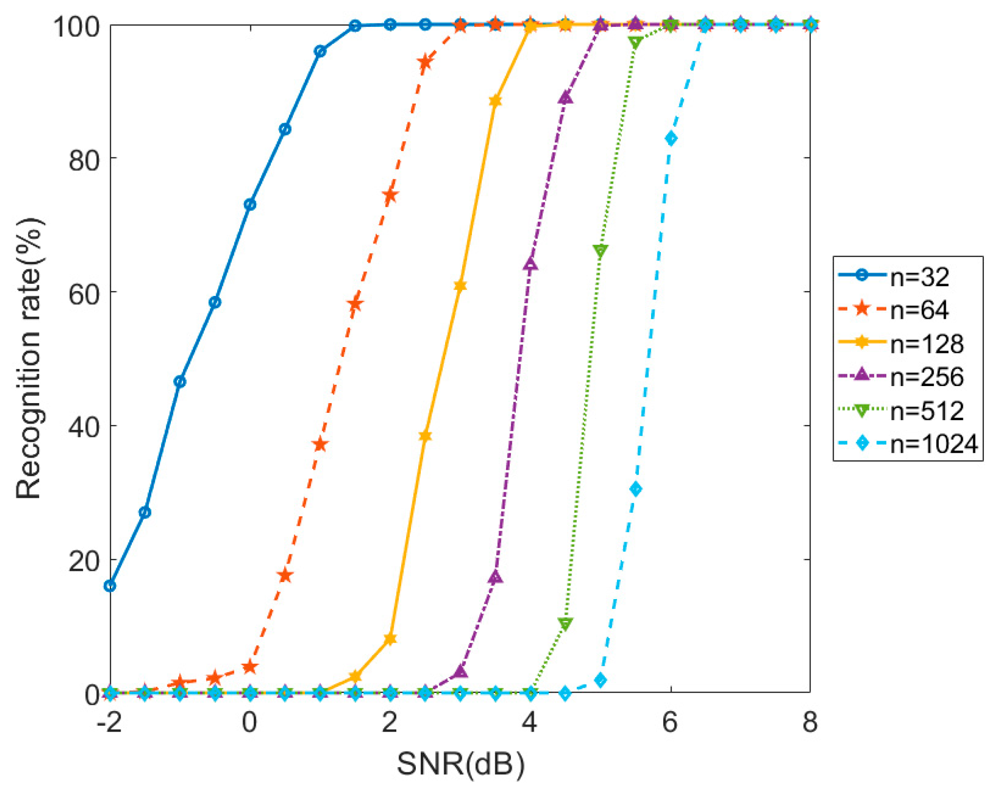 100
80
60
40
20
0
-2 0 2 4 6 8
SNR(dB)
Recognition rate(%)
n=32
n=64
n=128
n=256
n=512
n=1024